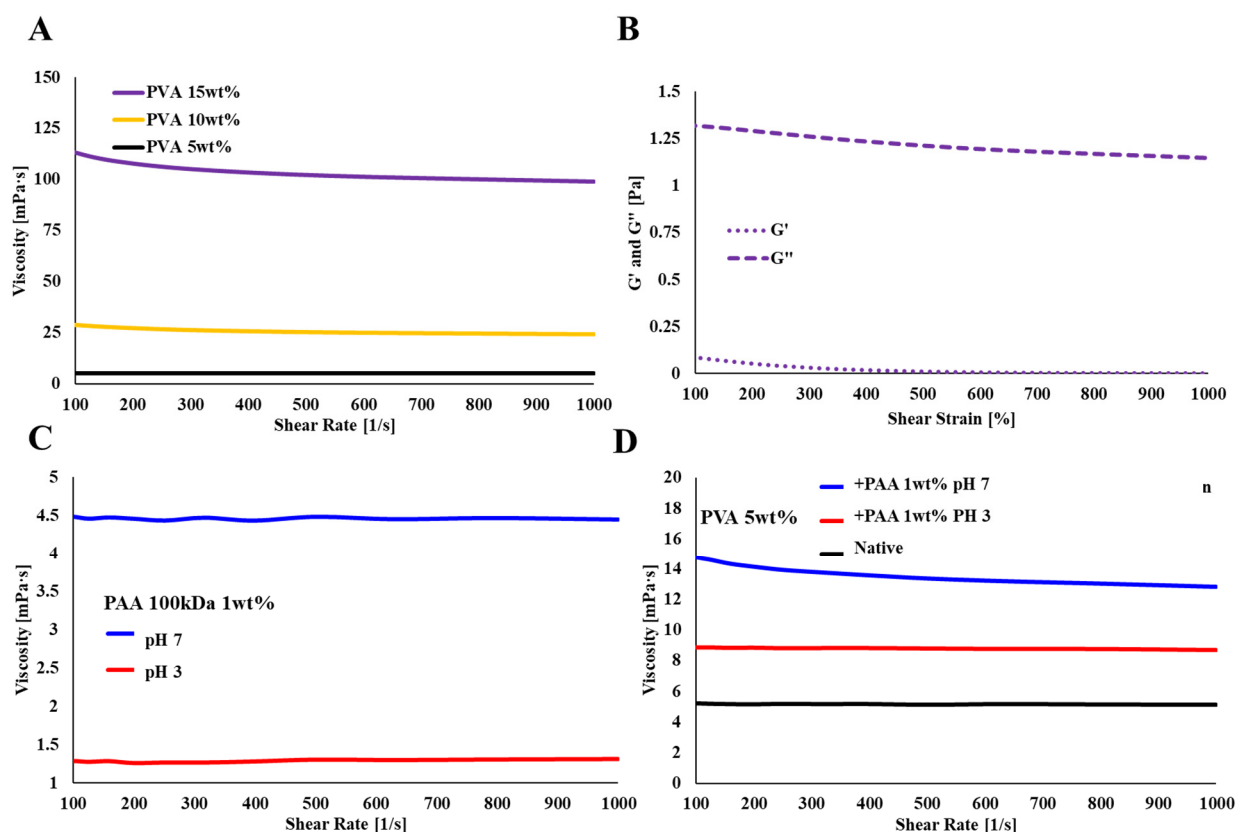 A
150
125
100
75
50
25
0
Viscosity [mPa·s]
PVA 15wt%
PVA 10wt%
PVA 5wt%
100 200 300 400 500 600 700 800 900 1000
Shear Rate [1/s]
B
1.5
1.25
1
0.75
0.5
0.25
0
G' and G" [Pa]
G'
G"
100 200 300 400 500 600 700 800 900 1000
Shear Strain [%]
C
5
4.5
4
3.5
3
2.5
2
1.5
1
Viscosity [mPa·s]
PAA 100kDa 1wt%
pH 7
pH 3
100 200 300 400 500 600 700 800 900 1000
Shear Rate [1/s]
D
20
18
16
14
12
10
8
6
4
2
0
Viscosity [mPa·s]
PVA 5wt%
+PAA 1wt% pH 7
+PAA 1wt% PH 3
Native
n
100 200 300 400 500 600 700 800 900 1000
Shear Rate [1/s]